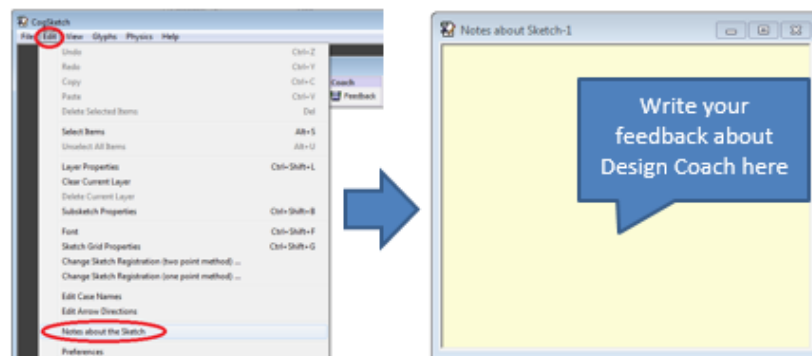 CogSketch
File Edit View Glyphs Physics Help
Undo Ctrl+Z
Redo Ctrl+Y
Copy Ctrl+C
Paste Ctrl+V
Delete Selected Items Del
Select Items Alt+S
Unselect All Items Alt+U
Layer Properties Ctrl+Shift+L
Clear Current Layer
Delete Current Layer
Subsketch Properties Ctrl+Shift+B
Font Ctrl+Shift+F
Sketch Grid Properties Ctrl+Shift+G
Change Sketch Registration (two point method) ...
Change Sketch Registration (one point method) ...
Edit Case Names
Edit Arrow Directions
Notes about the Sketch
Preferences
Coach
Feedback
Notes about Sketch-1
Write your
feedback about
Design Coach here